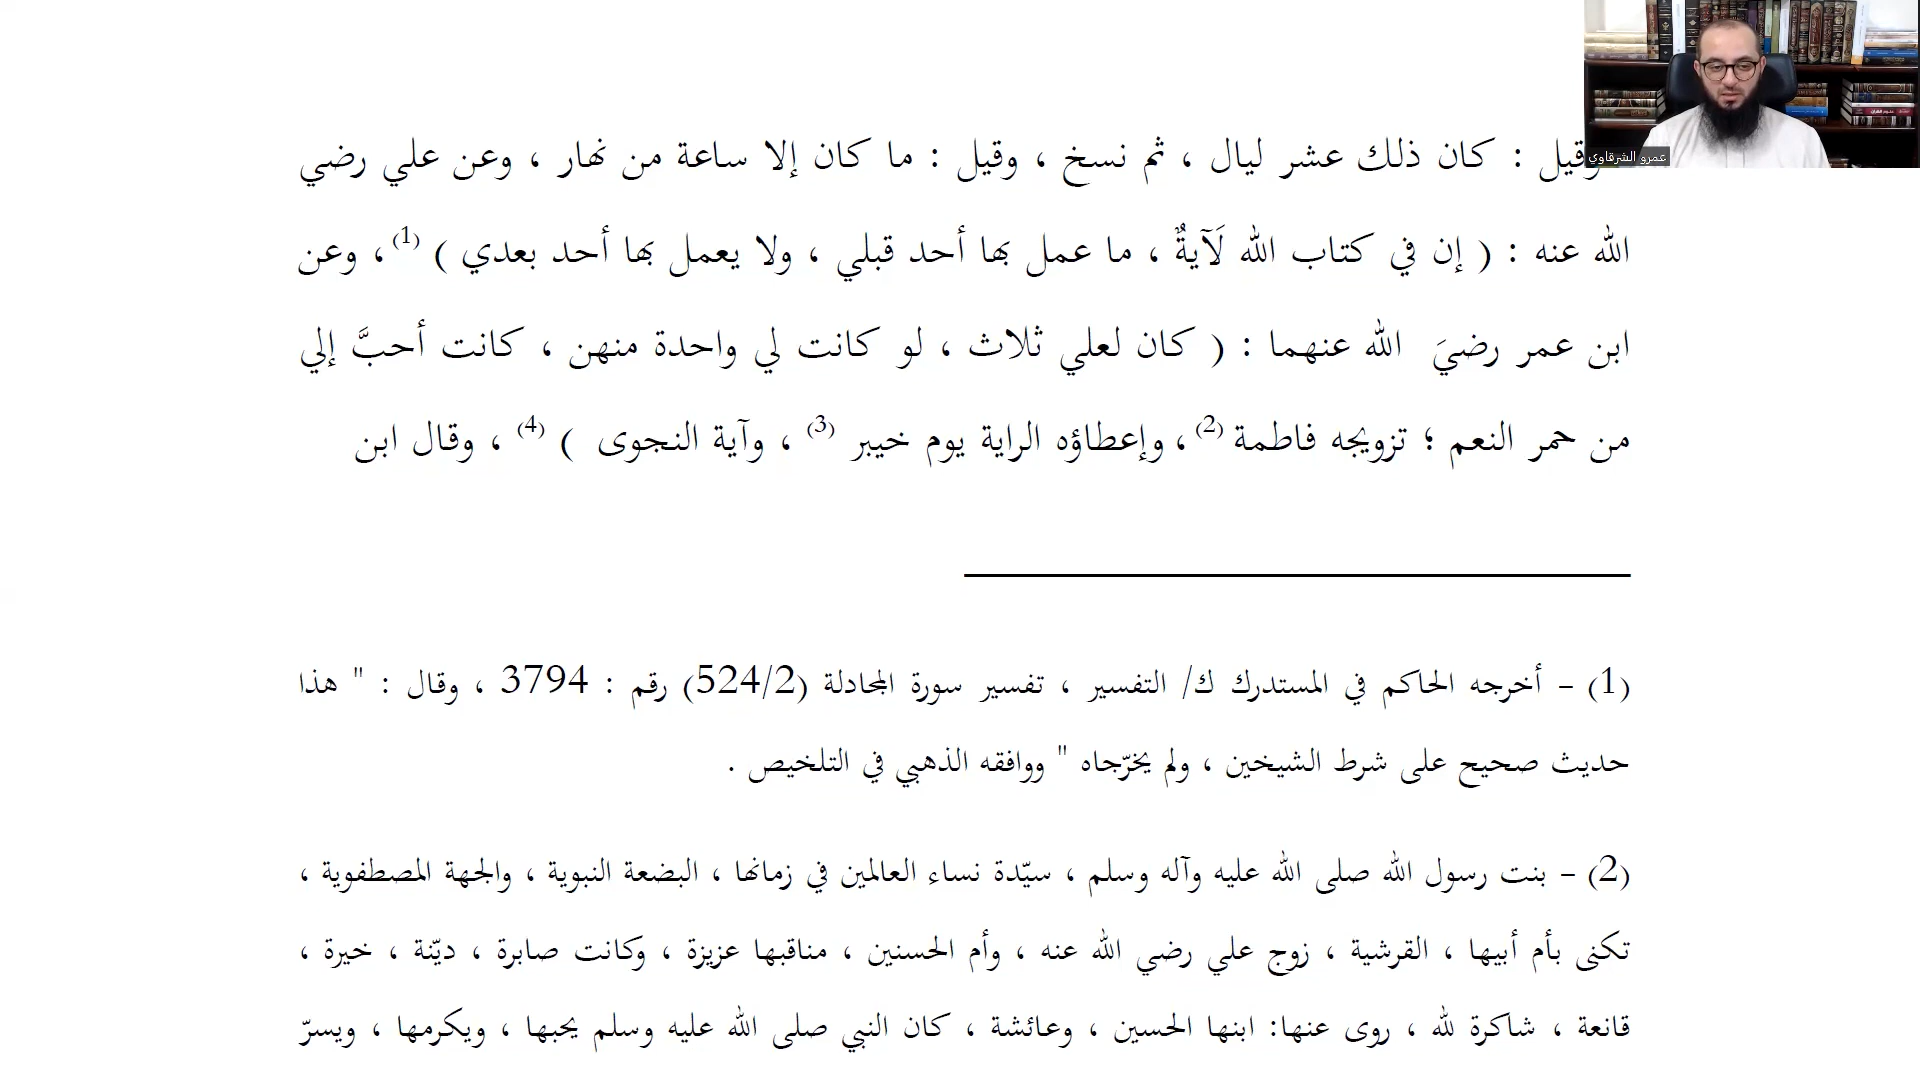 وقيل : كان ذلك عشر ليال ، ثم نسخ ، وقيل : ما كان إلا ساعة من نهار ، وعن علي رضي
الله عنه : ( إن في كتاب الله لَآيةٌ ، ما عمل بها أحد قبلي ، ولا يعمل بها أحد بعدي ) (1)، وعن
ابن عمر رضيَ الله عنهما : ( كان لعلي ثلاث ، لو كانت لي واحدة منهن ، كانت أحبَّ إلي
من حمر النعم ؛ تزويجه فاطمة (2)، وإعطاؤه الراية يوم خيبر (3) ، وآية النجوى ) (4) ، وقال ابن
(1) - أخرجه الحاكم في المستدرك ك/ التفسير ، تفسير سورة المجادلة (524/2) رقم : 3794 ، وقال : " هذا
حديث صحيح على شرط الشيخين ، ولم يخرّجاه " ووافقه الذهبي في التلخيص .
(2) - بنت رسول الله صلى الله عليه وآله وسلم ، سيّدة نساء العالمين في زمانها ، البضعة النبوية ، والجهة المصطفوية ،
تكنى بأم أبيها ، القرشية ، زوج علي رضي الله عنه ، وأم الحسنين ، مناقبها عزيزة ، وكانت صابرة ، ديّنة ، خيرة ،
قانعة ، شاكرة لله ، روى عنها: ابنها الحسين ، وعائشة ، كان النبي صلى الله عليه وسلم يحبها ، ويكرمها ، ويسرّ
عمرو الشرقاوي